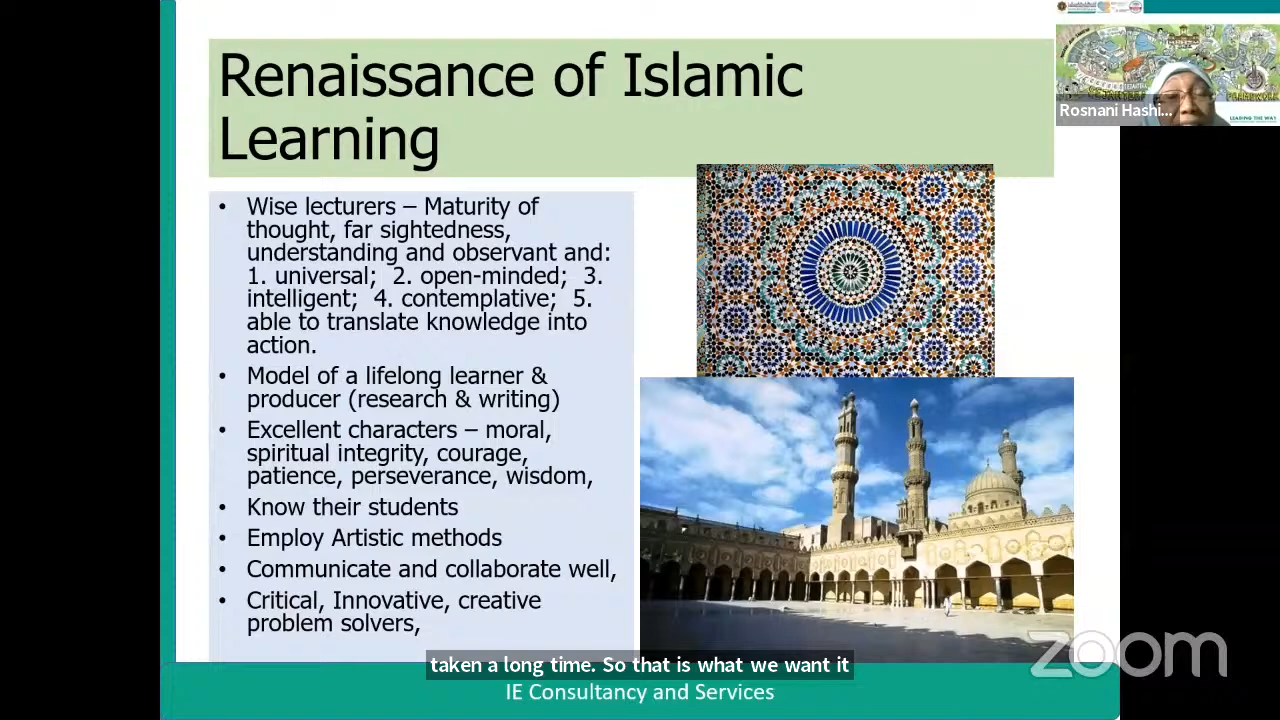 Renaissance of Islamic
Learning
• Wise lecturers – Maturity of
thought, far sightedness,
understanding and observant and:
1. universal; 2. open-minded; 3.
intelligent; 4. contemplative; 5.
able to translate knowledge into
action.
• Model of a lifelong learner &
producer (research & writing)
• Excellent characters – moral,
spiritual integrity, courage,
patience, perseverance, wisdom,
• Know their students
• Employ Artistic methods
• Communicate and collaborate well,
• Critical, Innovative, creative
problem solvers,
Rosnani Hashi...
LEADING THE WAY
taken a long time. So that is what we want it
IE Consultancy and Services
zoom